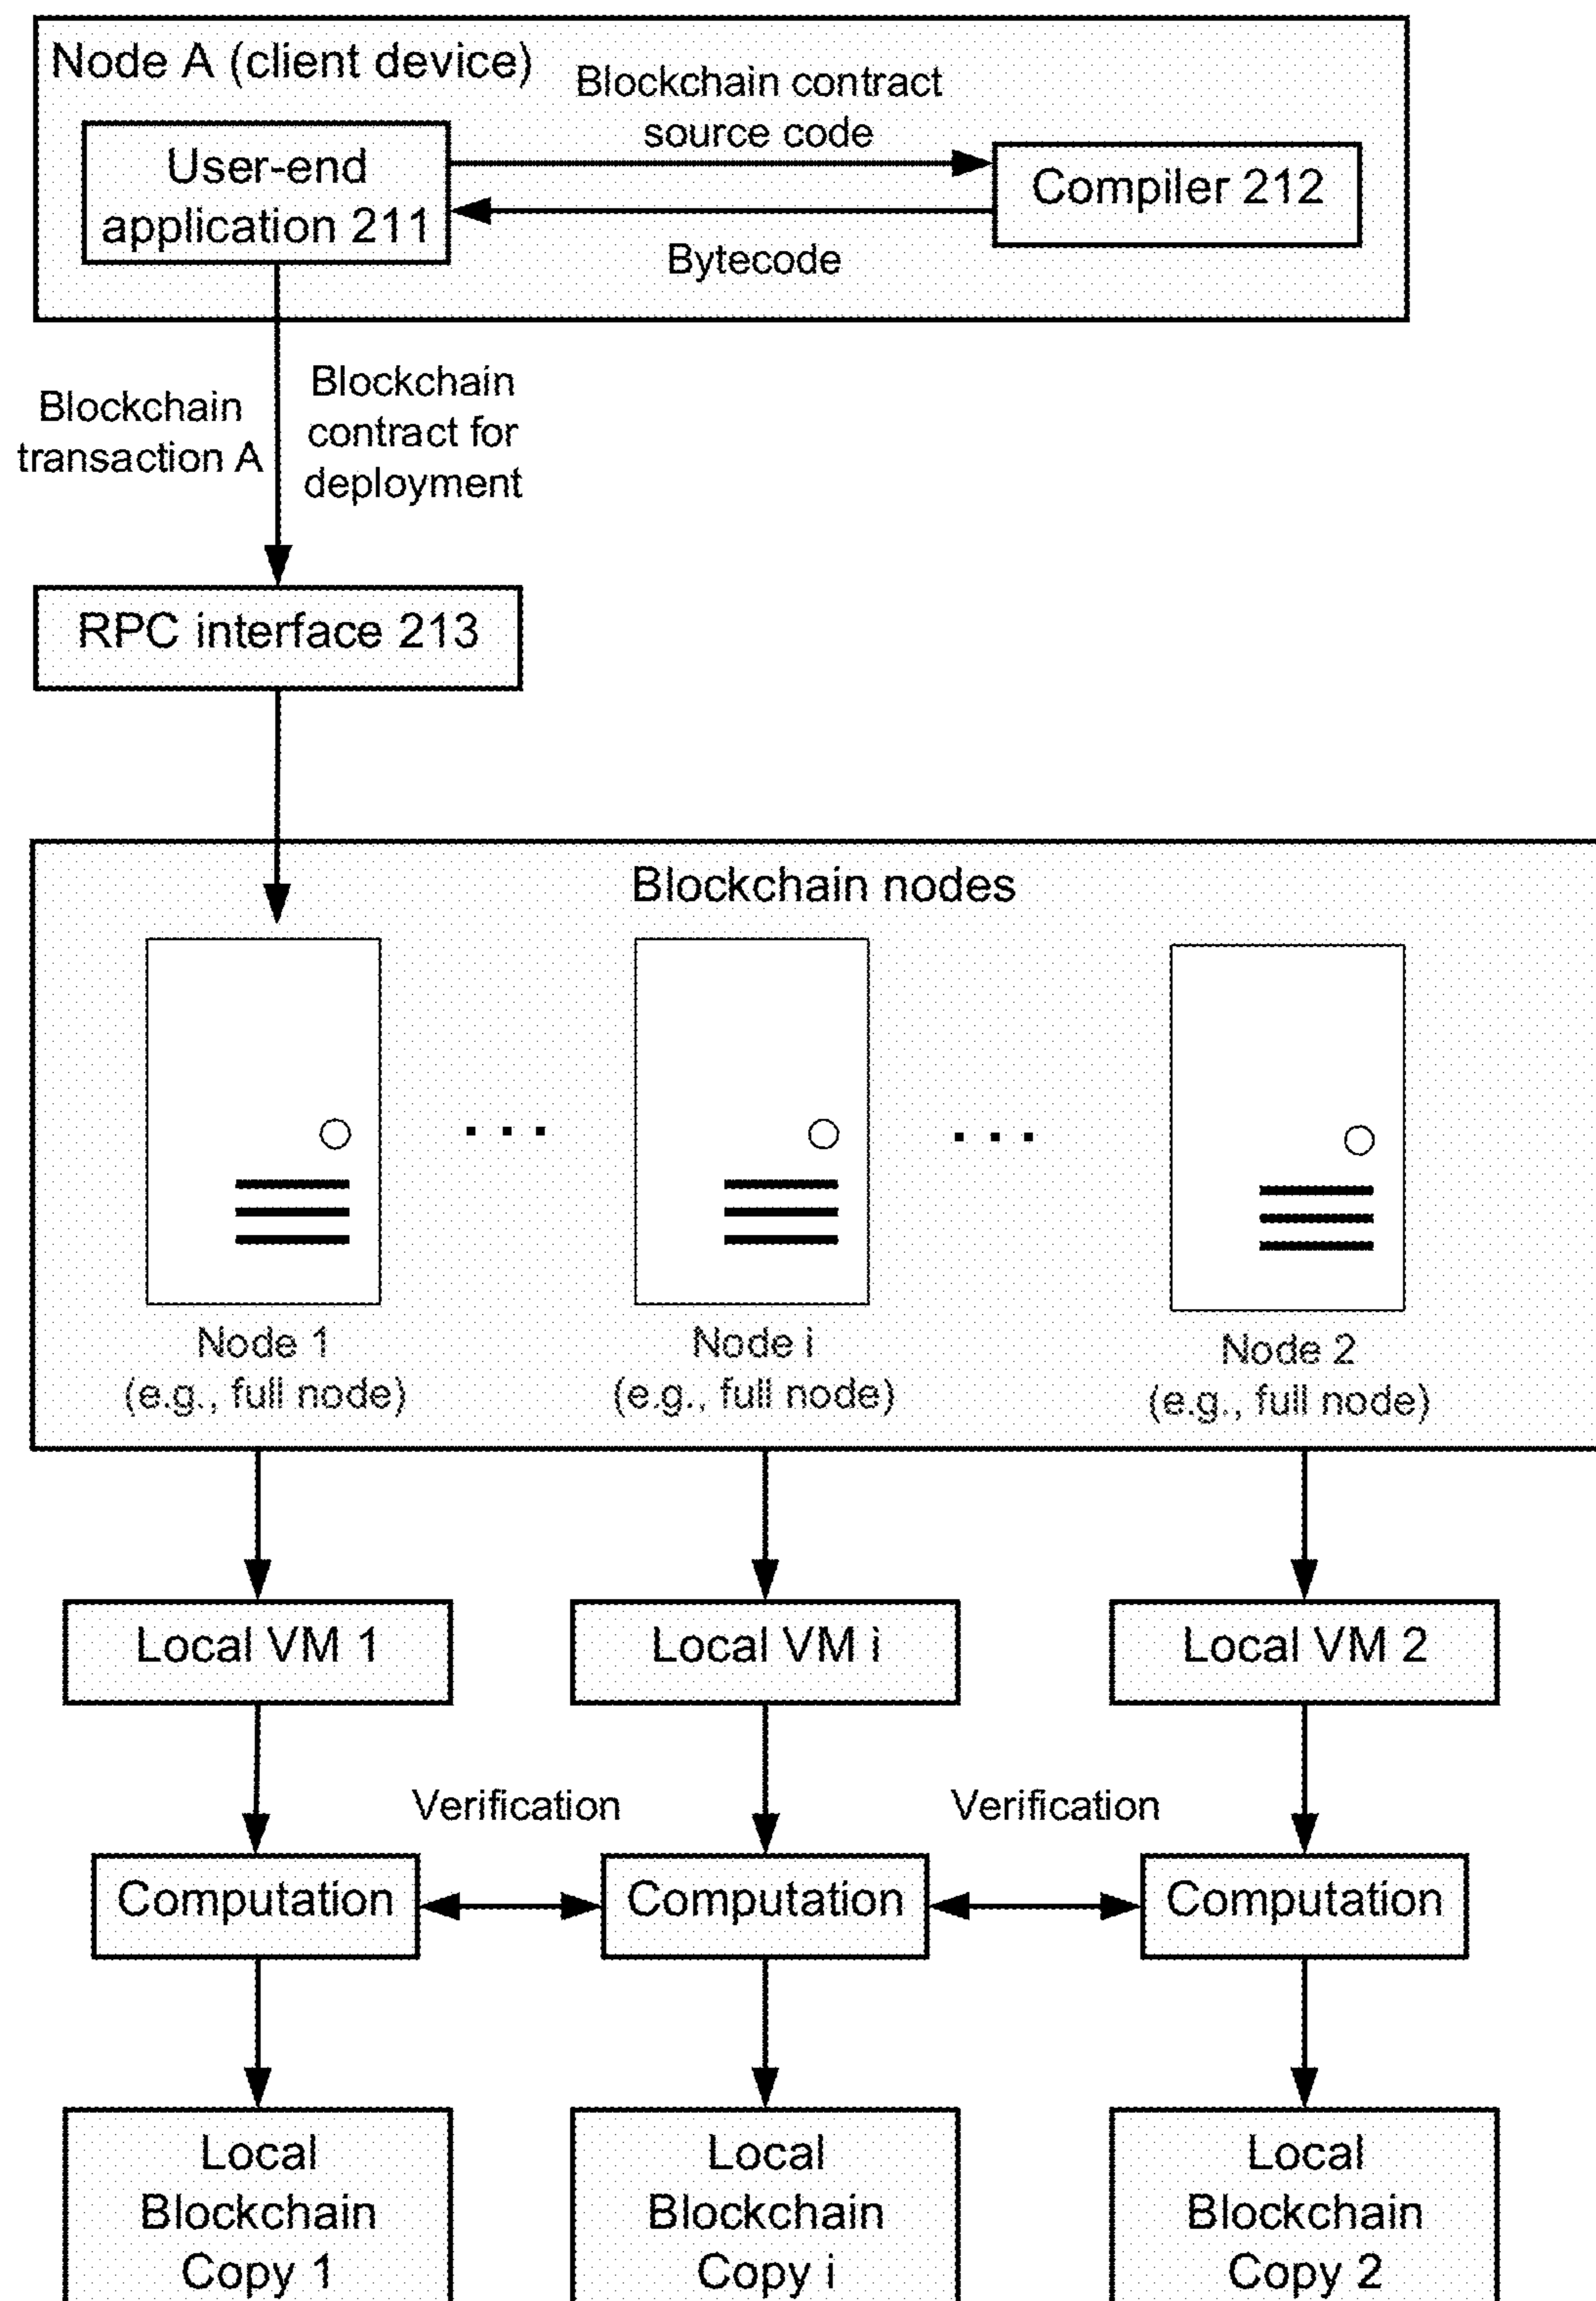 Node A (client device)
Blockchain contract
source code
User-end
application 211
Compiler 212
Bytecode
Blockchain
transaction A
Blockchain
contract for
deployment
RPC interface 213
Blockchain nodes
. . .
. . .
Node 1
(e.g., full node)
Node i
(e.g., full node)
Node 2
(e.g., full node)
Local VM 1
Local VM i
Local VM 2
Verification
Verification
Computation
Computation
Computation
Local
Blockchain
Copy 1
Local
Blockchain
Copy i
Local
Blockchain
Copy 2